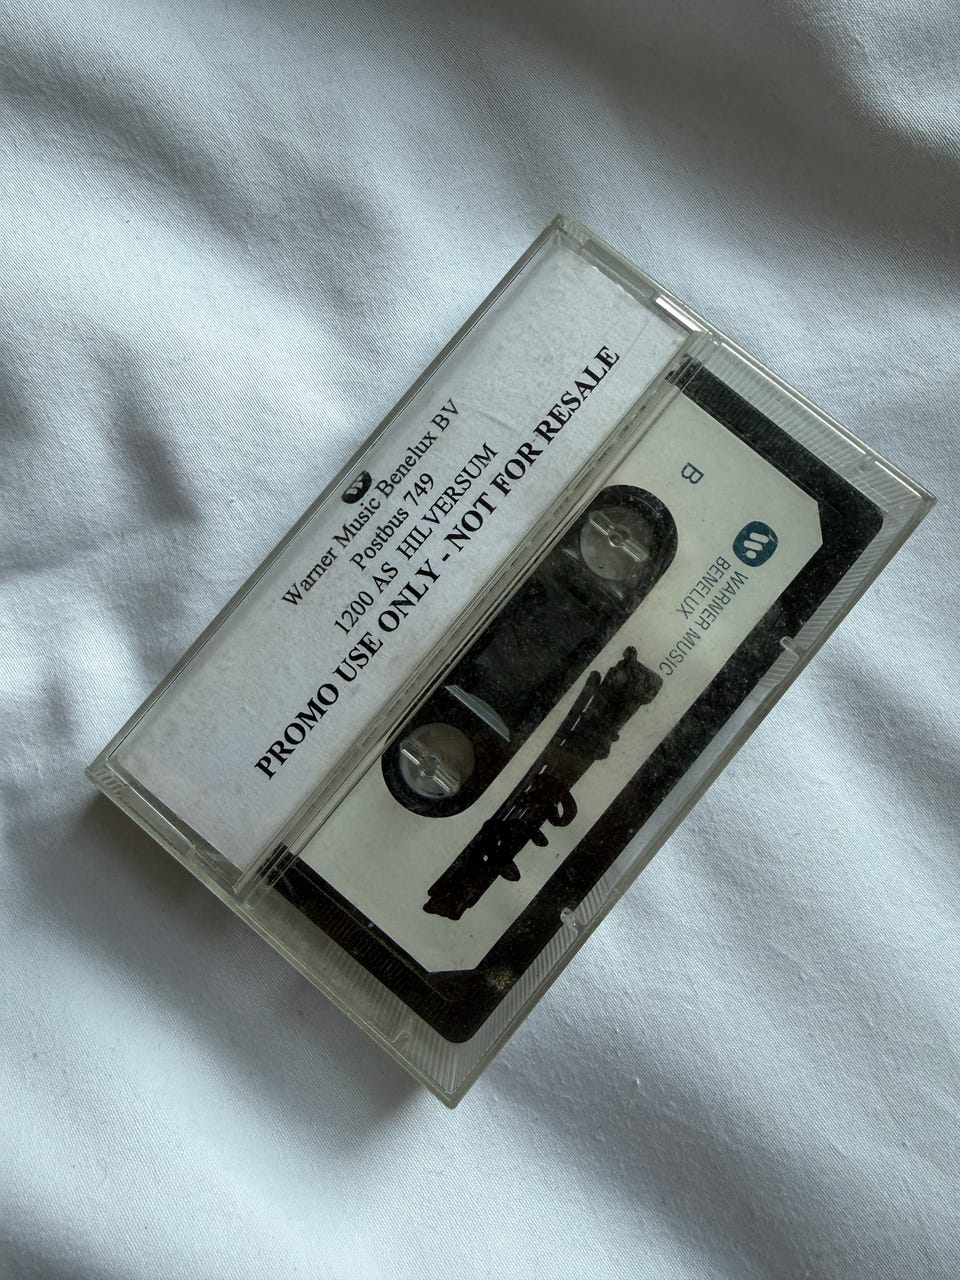 Warner Music Benelux BV
Postbus 749
1200 AS HILVERSUM
PROMO USE ONLY - NOT FOR RESALE
B
WARNER MUSIC
BENELUX